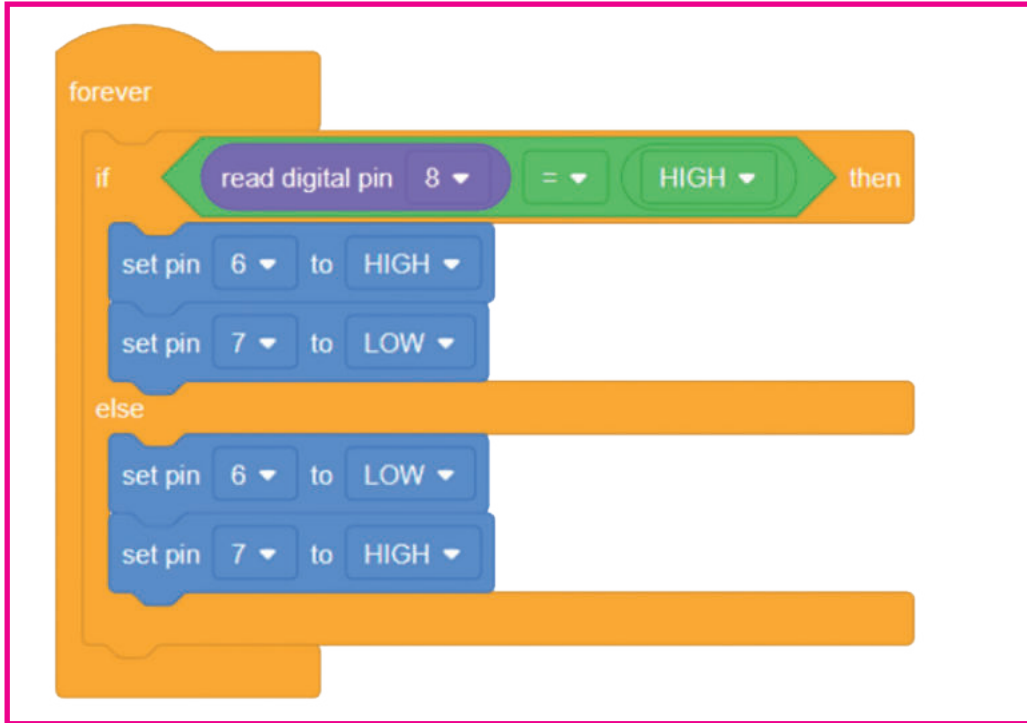 forever
if read digital pin 8 = HIGH then
set pin 6 to HIGH
set pin 7 to LOW
else
set pin 6 to LOW
set pin 7 to HIGH